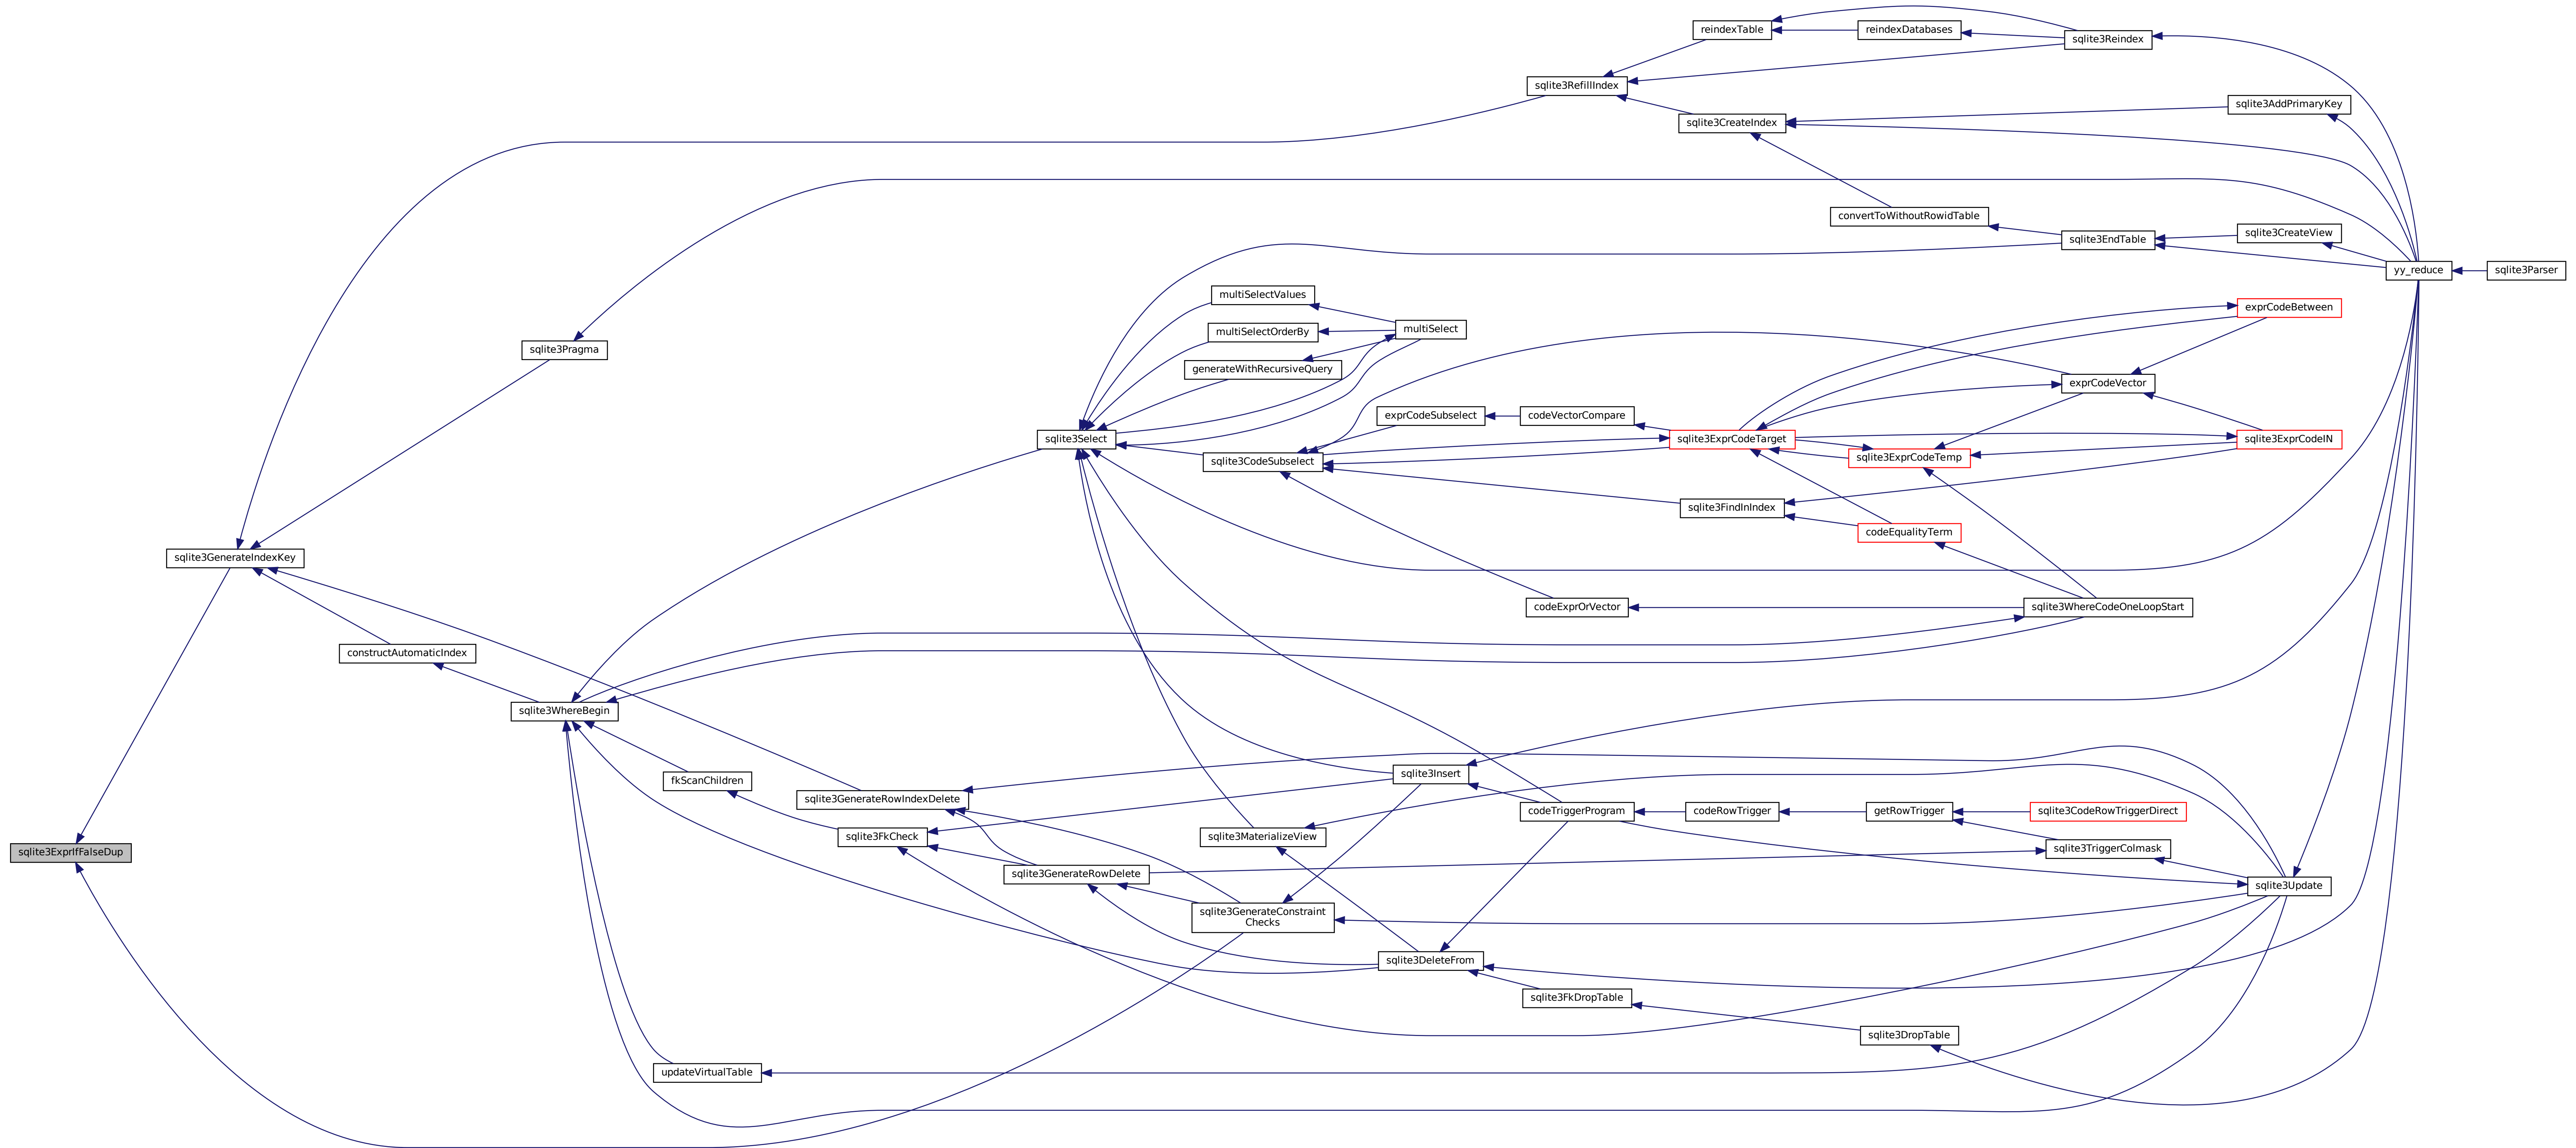 reindexTable
reindexDatabases
sqlite3Reindex
sqlite3RefillIndex
sqlite3AddPrimaryKey
sqlite3CreateIndex
convertToWithoutRowidTable
sqlite3CreateView
sqlite3EndTable
yy_reduce
sqlite3Parser
multiSelectValues
exprCodeBetween
multiSelectOrderBy
multiSelect
sqlite3Pragma
generateWithRecursiveQuery
exprCodeVector
exprCodeSubselect
codeVectorCompare
sqlite3Select
sqlite3ExprCodeTarget
sqlite3ExprCodeIN
sqlite3CodeSubselect
sqlite3ExprCodeTemp
sqlite3FindInIndex
codeEqualityTerm
sqlite3GenerateIndexKey
codeExprOrVector
sqlite3WhereCodeOneLoopStart
constructAutomaticIndex
sqlite3WhereBegin
fkScanChildren
sqlite3Insert
sqlite3GenerateRowIndexDelete
codeTriggerProgram
codeRowTrigger
getRowTrigger
sqlite3CodeRowTriggerDirect
sqlite3FkCheck
sqlite3MaterializeView
sqlite3TriggerColmask
sqlite3ExprIfFalseDup
sqlite3GenerateRowDelete
sqlite3Update
sqlite3GenerateConstraint
Checks
sqlite3DeleteFrom
sqlite3FkDropTable
sqlite3DropTable
updateVirtualTable